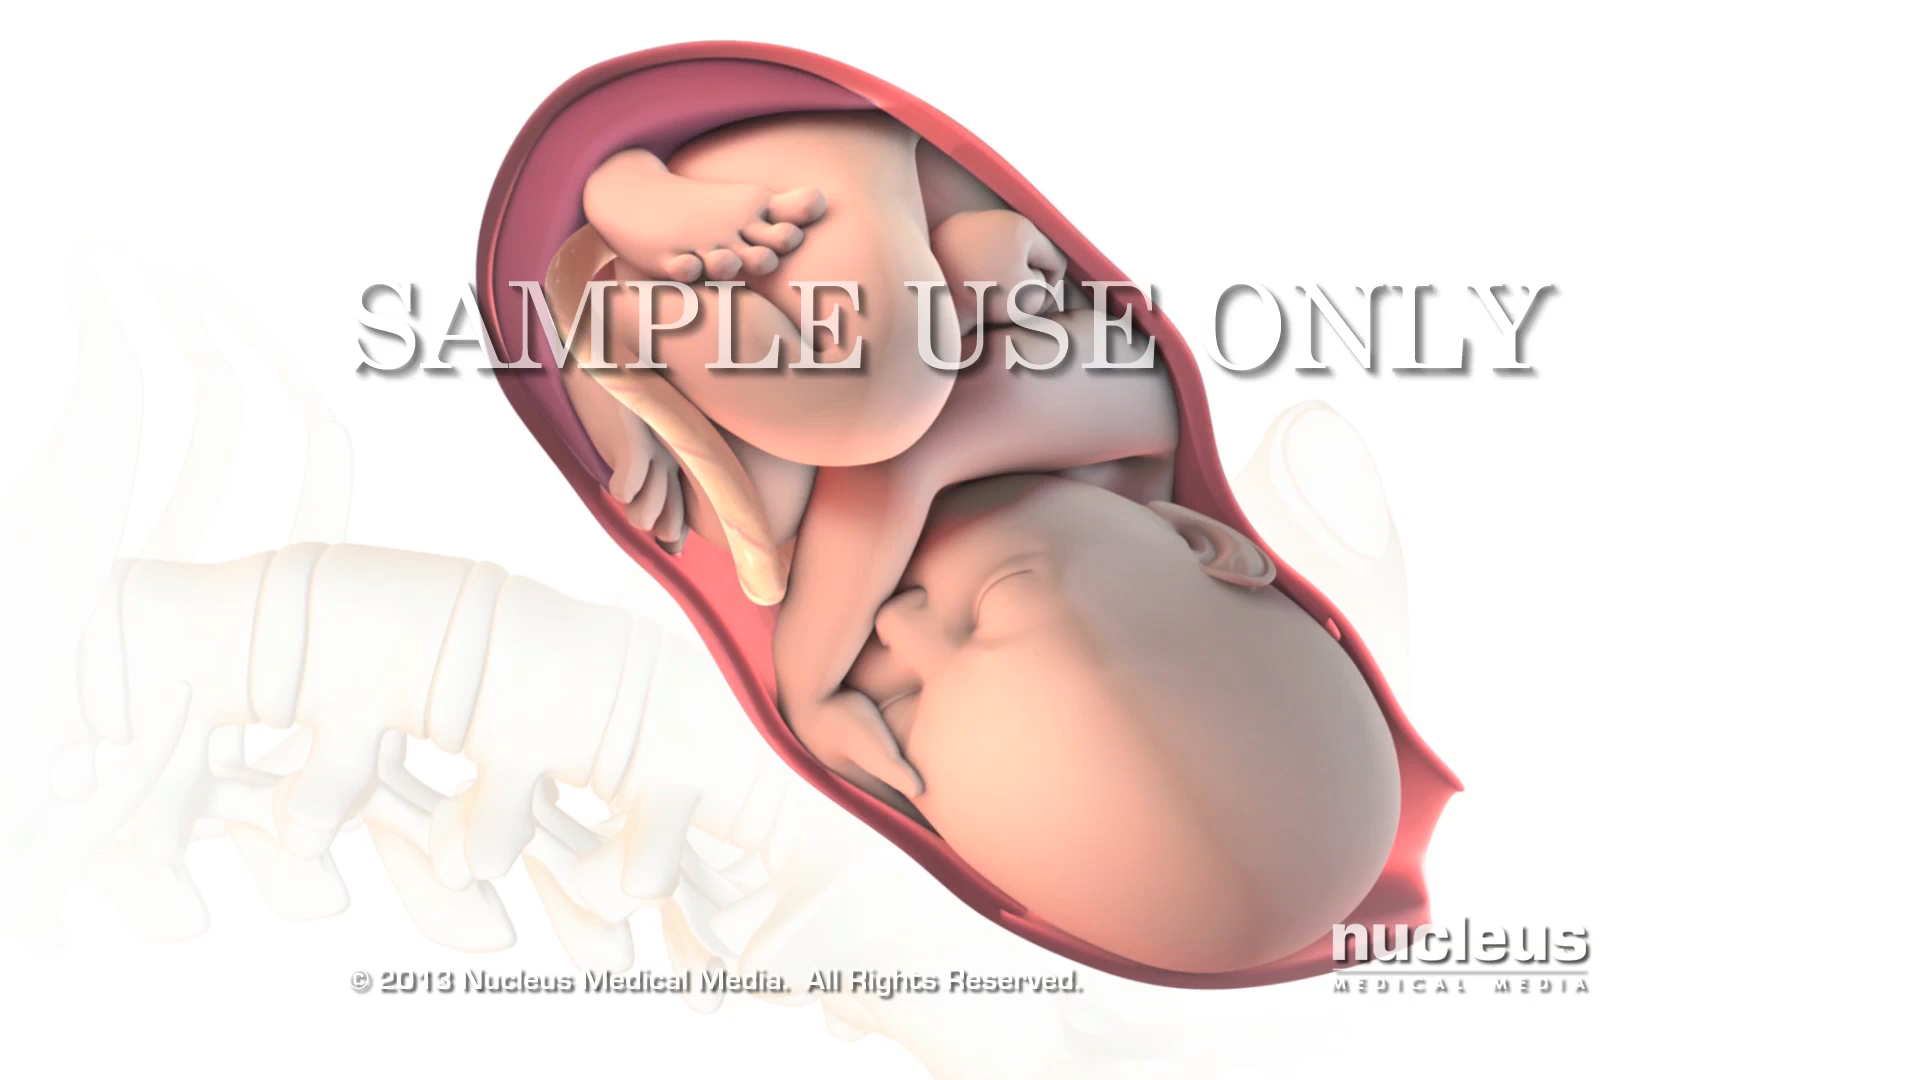 SAMPLE USE ONLY
nucleus
© 2013 Nucleus Medical Media. All Rights Reserved.
MEDICAL MEDIA